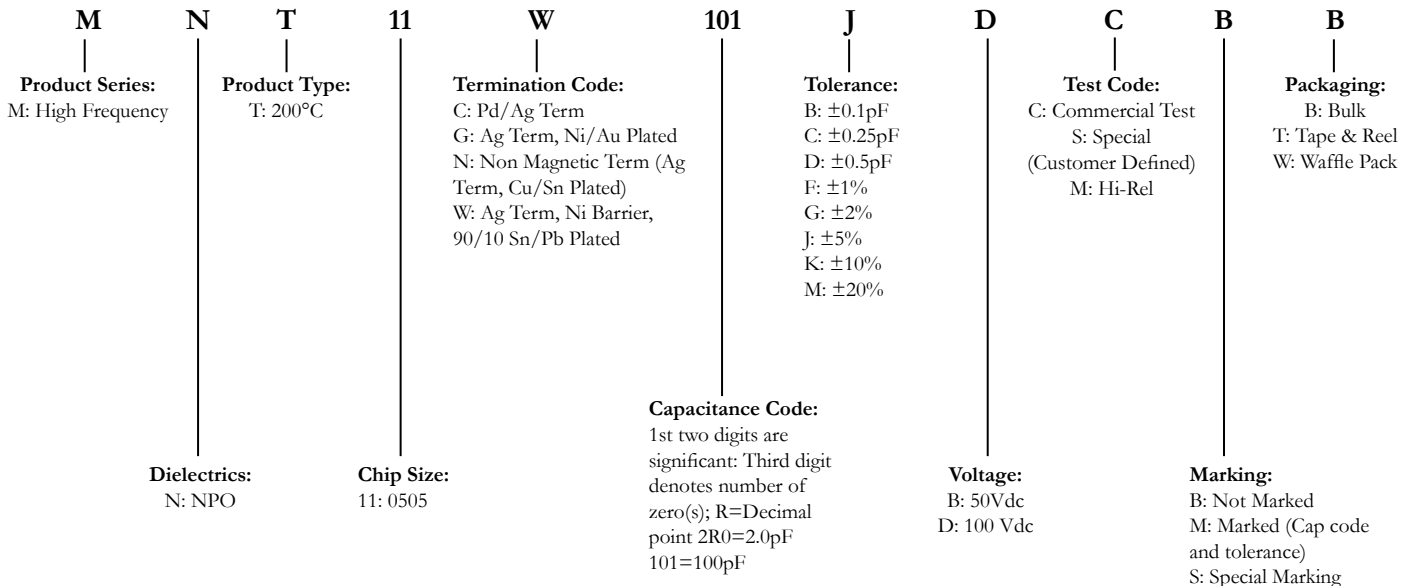 M N T 11 W 101 J D C B B
Product Series:
M: High Frequency
Product Type:
T: 200°C
Termination Code:
C: Pd/Ag Term
G: Ag Term, Ni/Au Plated
N: Non Magnetic Term (Ag
Term, Cu/Sn Plated)
W: Ag Term, Ni Barrier,
90/10 Sn/Pb Plated
Tolerance:
B: ±0.1pF
C: ±0.25pF
D: ±0.5pF
F: ±1%
G: ±2%
J: ±5%
K: ±10%
M: ±20%
Test Code:
C: Commercial Test
S: Special
(Customer Defined)
M: Hi-Rel
Packaging:
B: Bulk
T: Tape & Reel
W: Waffle Pack
Dielectrics:
N: NPO
Chip Size:
11: 0505
Capacitance Code:
1st two digits are
significant: Third digit
denotes number of
zero(s); R=Decimal
point 2R0=2.0pF
101=100pF
Voltage:
B: 50Vdc
D: 100 Vdc
Marking:
B: Not Marked
M: Marked (Cap code
and tolerance)
S: Special Marking